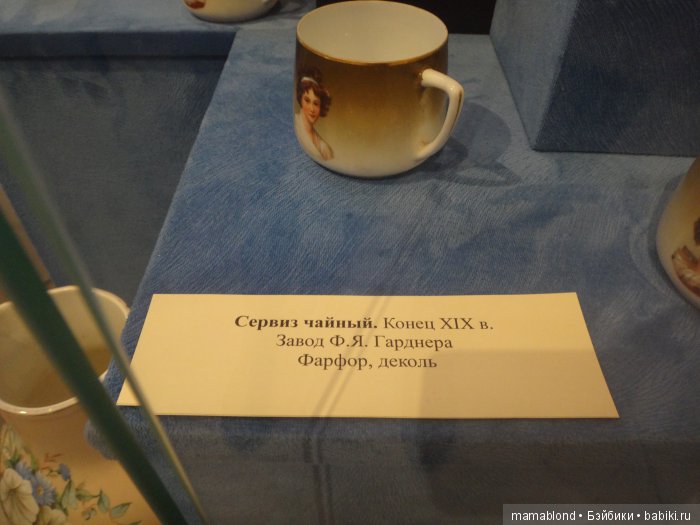 Сервиз чайный. Конец XIX в.
Завод Ф.Я. Гарднера
Фарфор, деколь
mamablond • Бэйбики • babiki.ru